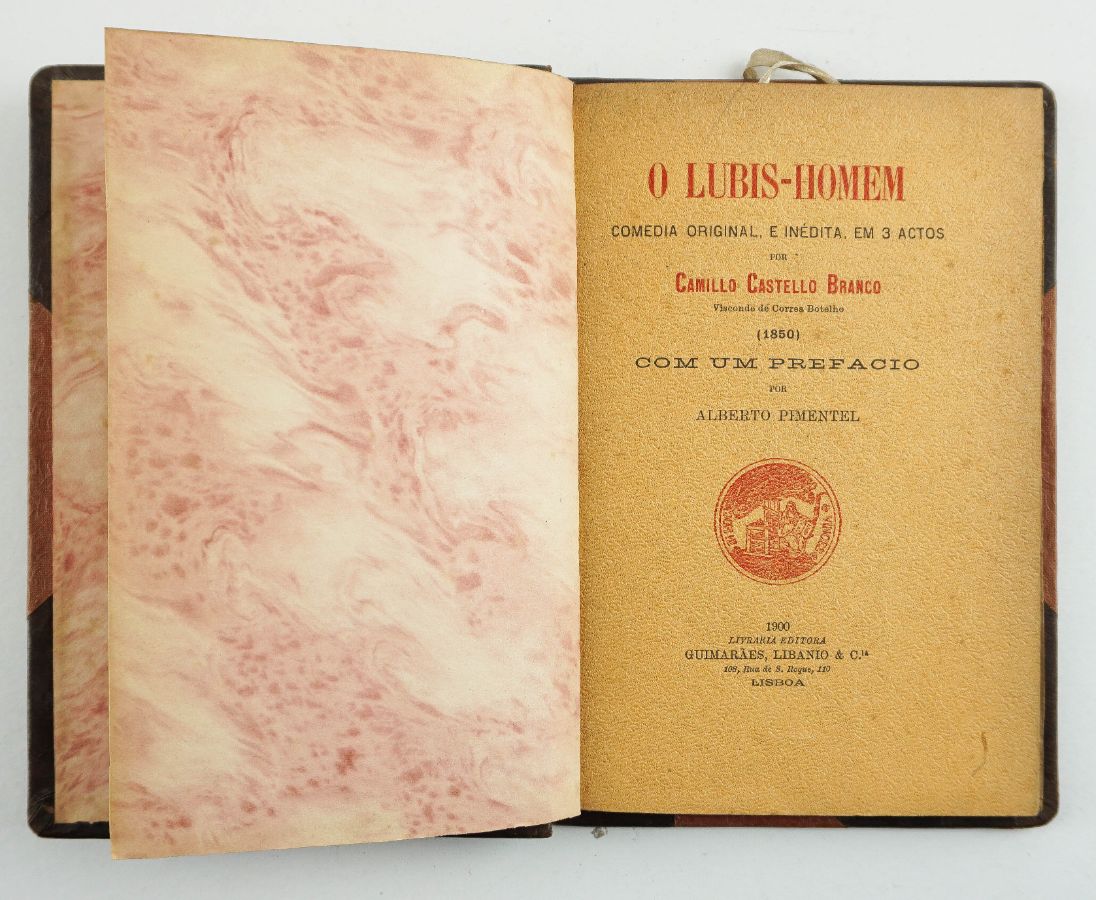 O LUBIS-HOMEM
COMEDIA ORIGINAL, E INÉDITA, EM 3 ACTOS
POR
CAMILLO CASTELLO BRANCO
Visconde de Correa Botelho
(1850)
COM UM PREFACIO
POR
ALBERTO PIMENTEL
1900
LIVRARIA EDITORA
GUIMARÃES, LIBANIO & C.IA
108, Rua de S. Roque, 110
LISBOA